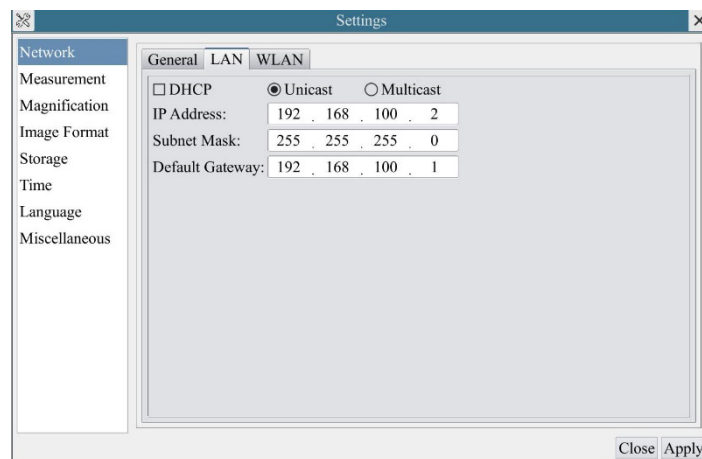 Settings
Network
Measurement
Magnification
Image Format
Storage
Time
Language
Miscellaneous
General LAN WLAN
DHCP Unicast Multicast
IP Address: 192 . 168 . 100 . 2
Subnet Mask: 255 . 255 . 255 . 0
Default Gateway: 192 . 168 . 100 . 1
Close Apply